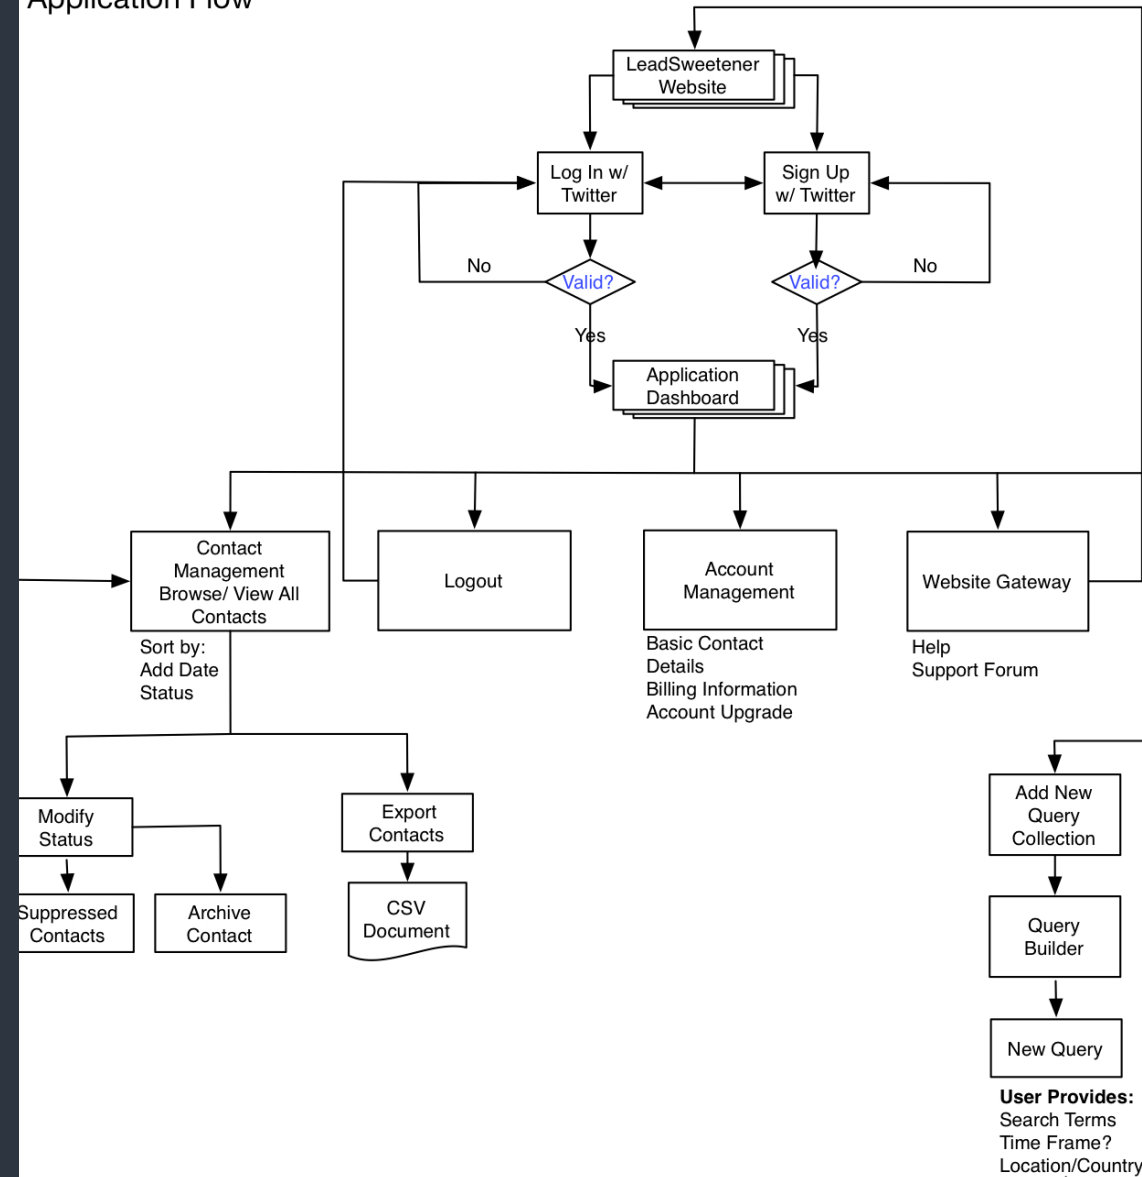 Application Flow
LeadSweetener
Website
Log In w/
Twitter
Sign Up
w/ Twitter
No
Valid?
Valid?
No
Yes
Yes
Application
Dashboard
Contact
Management
Browse/ View All
Contacts
Logout
Account
Management
Website Gateway
Sort by:
Add Date
Status
Basic Contact
Details
Billing Information
Account Upgrade
Help
Support Forum
Modify
Status
Export
Contacts
Add New
Query
Collection
Suppressed
Contacts
Archive
Contact
CSV
Document
Query
Builder
New Query
User Provides:
Search Terms
Time Frame?
Location/Country